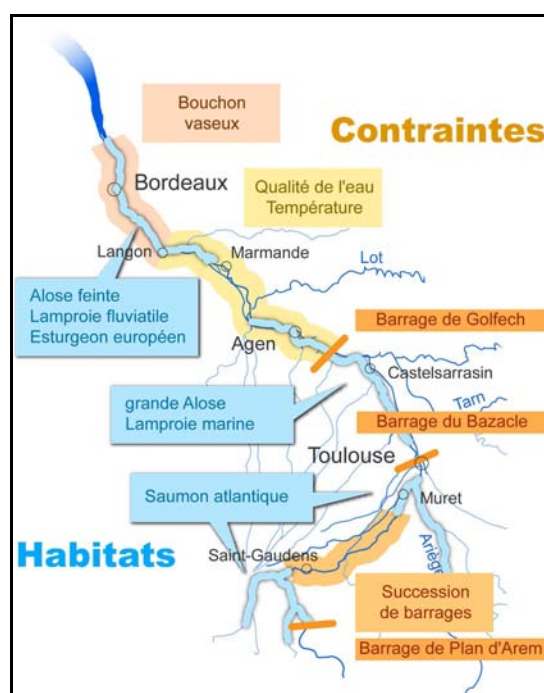 Bouchon
vaseux
Contraintes
Bordeaux
Qualité de l'eau
Température
Langon
Marmande
Lot
Alose feinte
Lamproie fluviatile
Esturgeon européen
Agen
Barrage de Golfech
Castelsarrasin
grande Alose
Lamproie marine
Tarn
Barrage du Bazacle
Toulouse
Saumon atlantique
Muret
Habitats
Saint-Gaudens
Ariège
Succession
de barrages
Barrage de Plan d'Arem